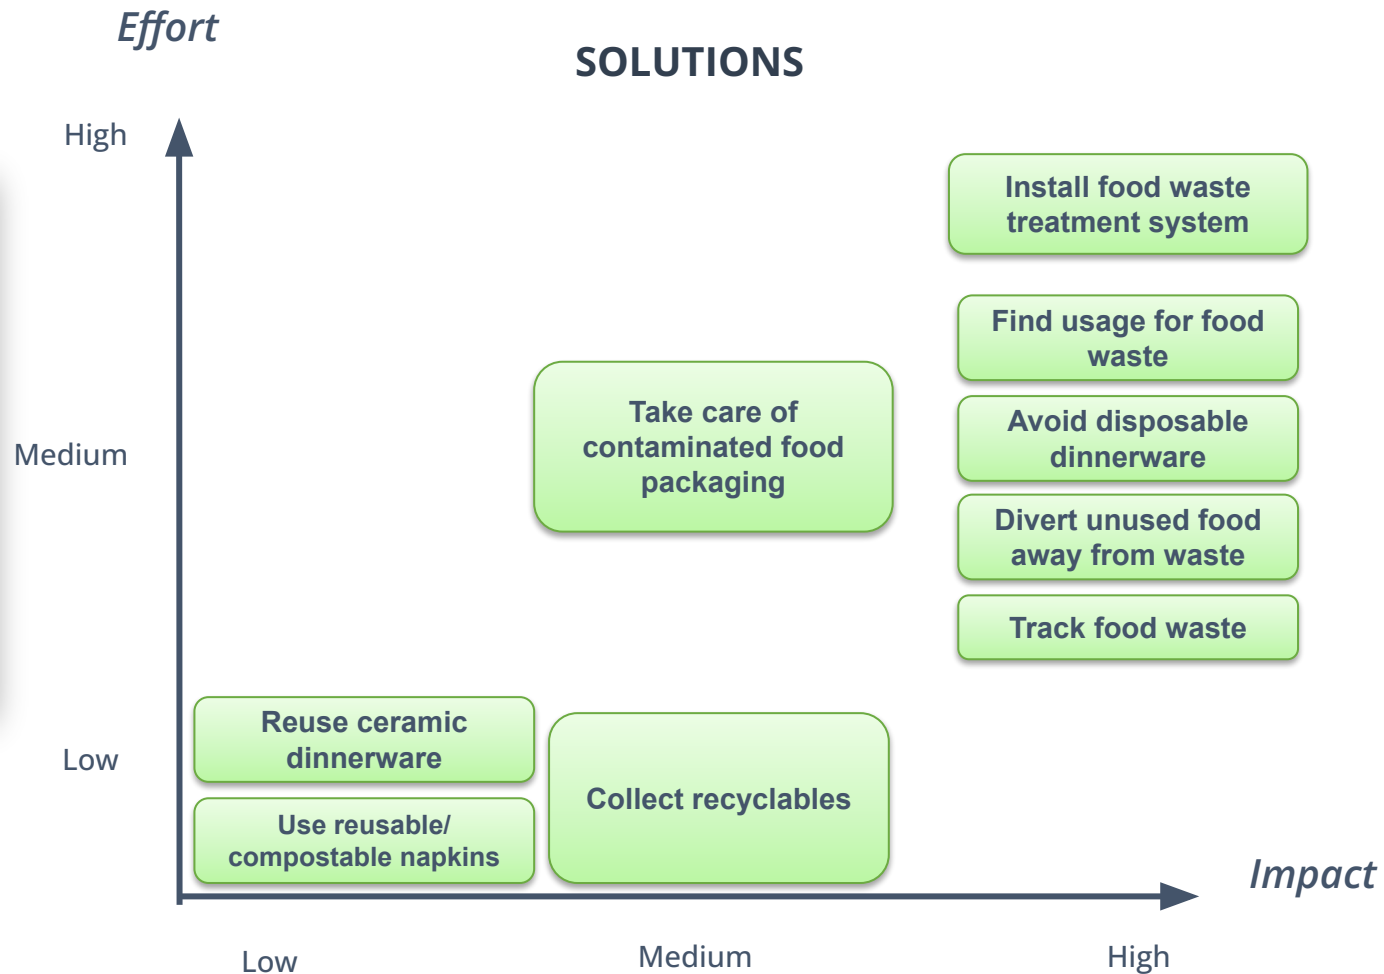 Effort
SOLUTIONS
High
Install food waste
treatment system
Find usage for food
waste
Take care of
contaminated food
packaging
Avoid disposable
dinnerware
Medium
Divert unused food
away from waste
Track food waste
Reuse ceramic
dinnerware
Low
Collect recyclables
Use reusable/
compostable napkins
Impact
Low
Medium
High